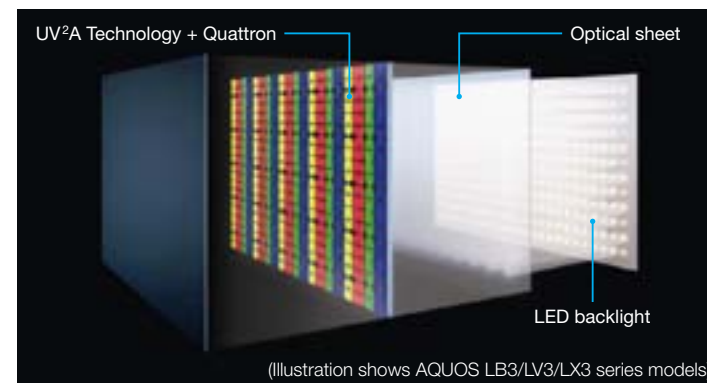 UV²A Technology + Quattron
Optical sheet
LED backlight
(Illustration shows AQUOS LB3/LV3/LX3 series models